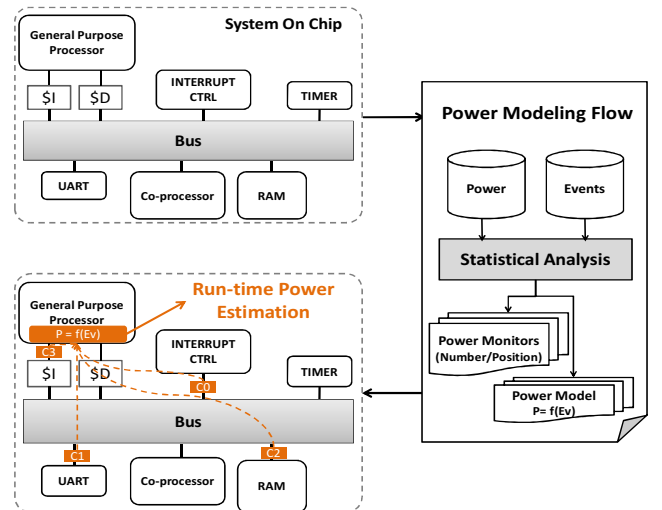 System On Chip
General Purpose
Processor
$I
$D
INTERRUPT
CTRL
TIMER
Bus
UART
Co-processor
RAM
Power Modeling Flow
Power
Events
Statistical Analysis
Power Monitors
(Number/Position)
Power Model
P= f(Ev)
General Purpose
Processor
P = f(Ev)
Run-time Power
Estimation
C3
$I
$D
INTERRUPT
CTRL
C0
TIMER
Bus
C1
C2
UART
Co-processor
RAM